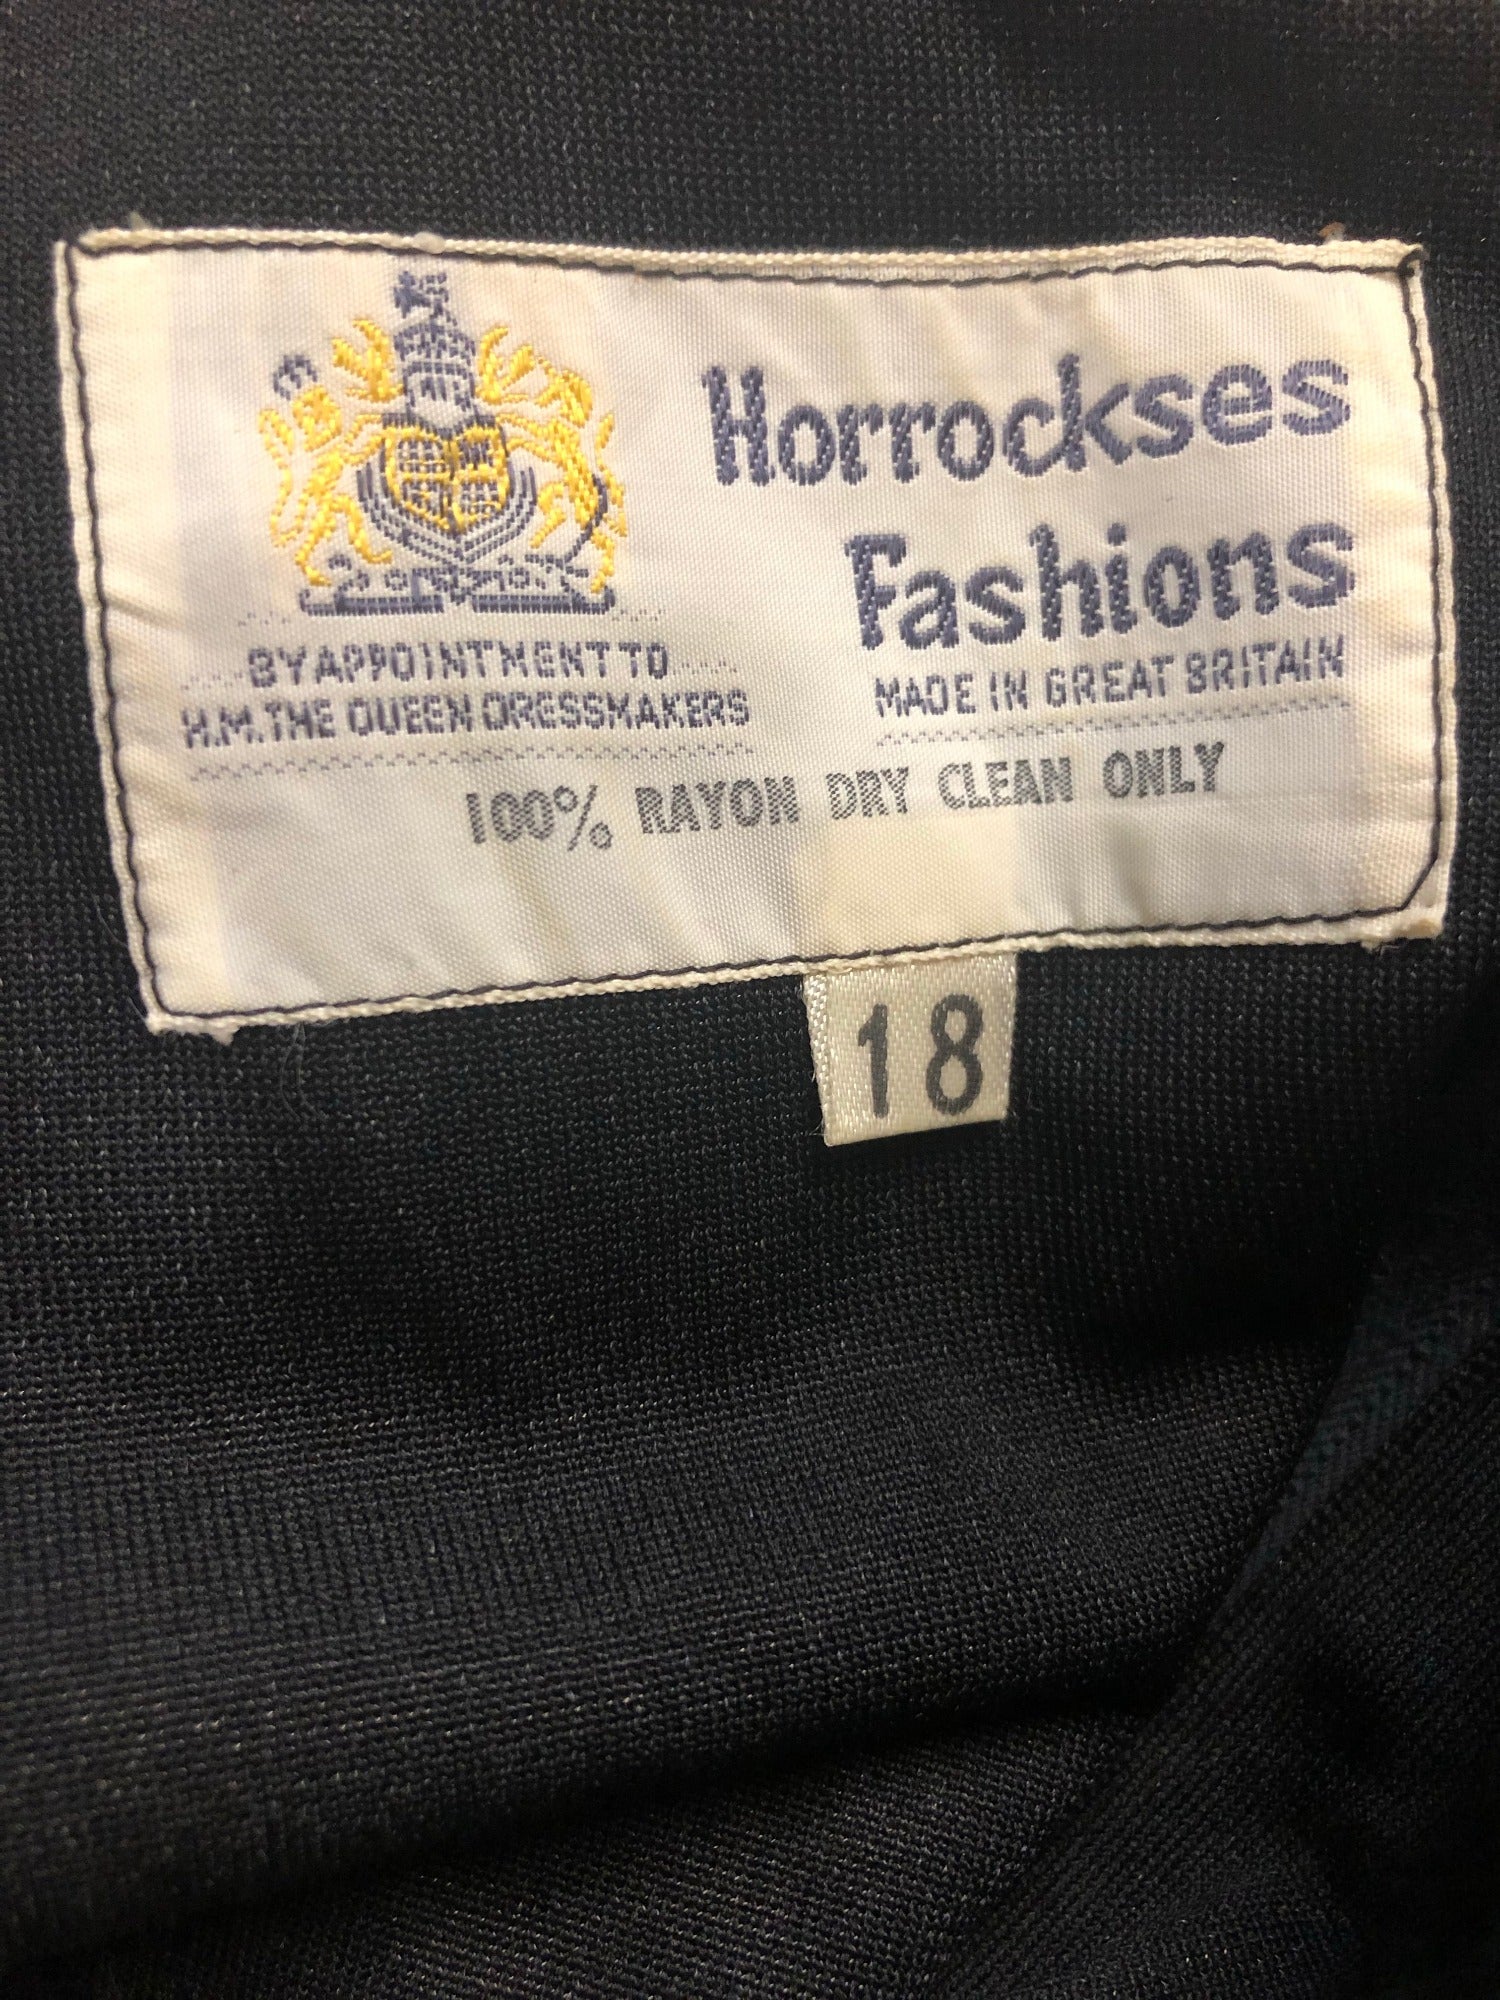 Horrockses
Fashions
BY APPOINTMENT TO
H.M. THE QUEEN DRESSMAKERS
MADE IN GREAT BRITAIN
100% RAYON DRY CLEAN ONLY
18